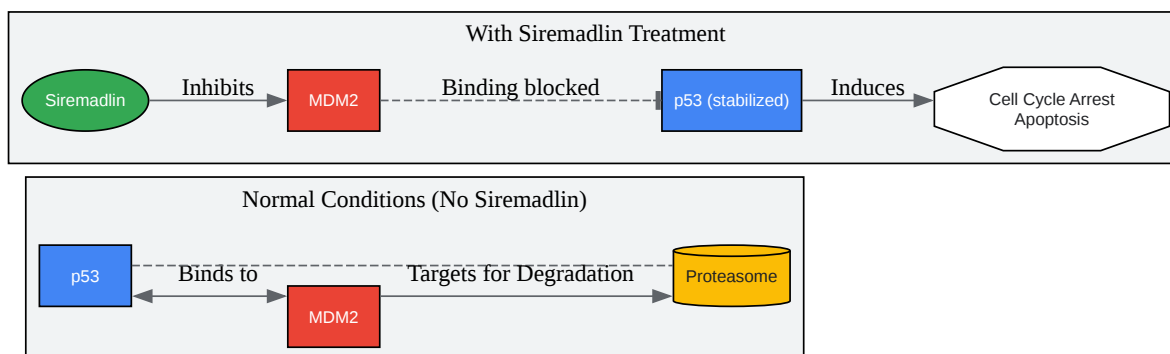 With Siremadlin Treatment
Siremadlin
Inhibits
MDM2
Binding blocked
p53 (stabilized)
Induces
Cell Cycle Arrest
Apoptosis
Normal Conditions (No Siremadlin)
p53
Binds to
MDM2
Targets for Degradation
Proteasome